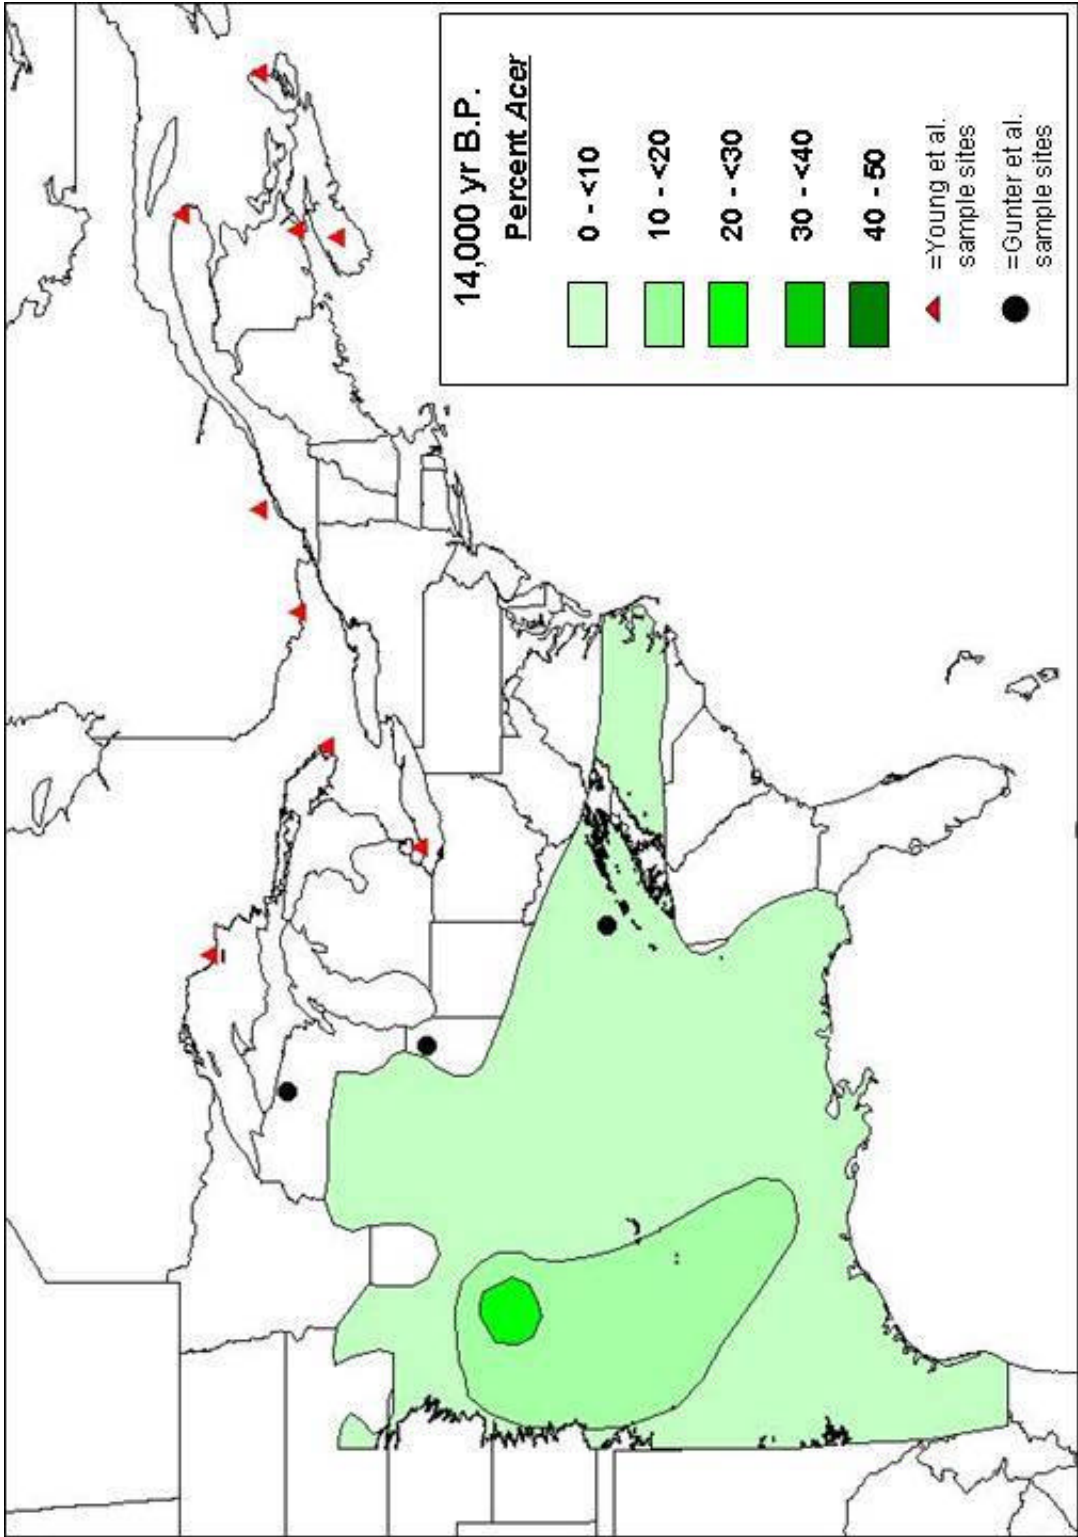 14,000 yr B.P.
Percent Acer
0 - <10
10 - <20
20 - <30
30 - <40
40 - 50
=Young et al.
sample sites
=Gunter et al.
sample sites